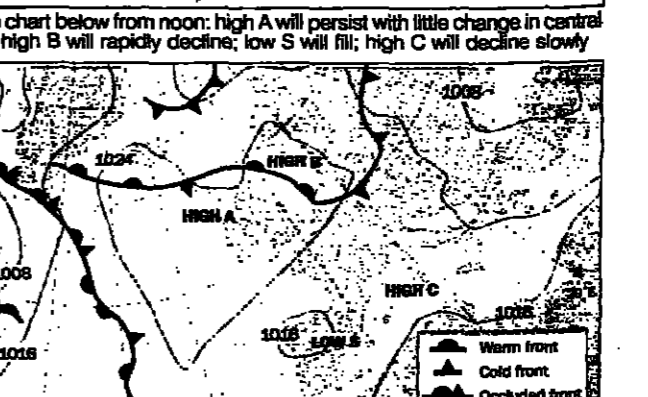 chart below from noon: high A will persist with little change in central
high B will rapidly decline; low S will fill; high C will decline slowly
1008
1024
HIGH B
HIGH A
008
HIGH C
1016
1016
LOW S
1016
Warm front
Cold front
Occluded front